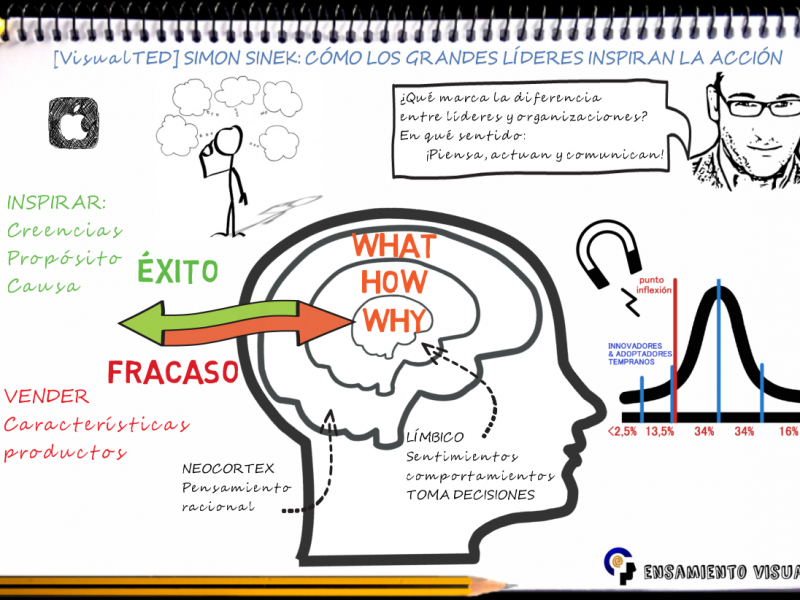 [VisualTED] SIMON SINEK: CÓMO LOS GRANDES LÍDERES INSPIRAN LA ACCIÓN
¿Qué marca la diferencia
entre líderes y organizaciones?
En qué sentido:
¡Piensa, actuan y comunican!
INSPIRAR:
Creencias
Propósito
Causa
ÉXITO
FRACASO
VENDER
Características
productos
WHAT
HOW
WHY
NEOCORTEX
Pensamiento
racional
LÍMBICO
Sentimientos
comportamientos
TOMA DECISIONES
punto
inflexión
INNOVADORES
& ADOPTADORES
TEMPRANOS
<2,5% 13,5% 34% 34% 16%
ENSAMIENTO VISUA